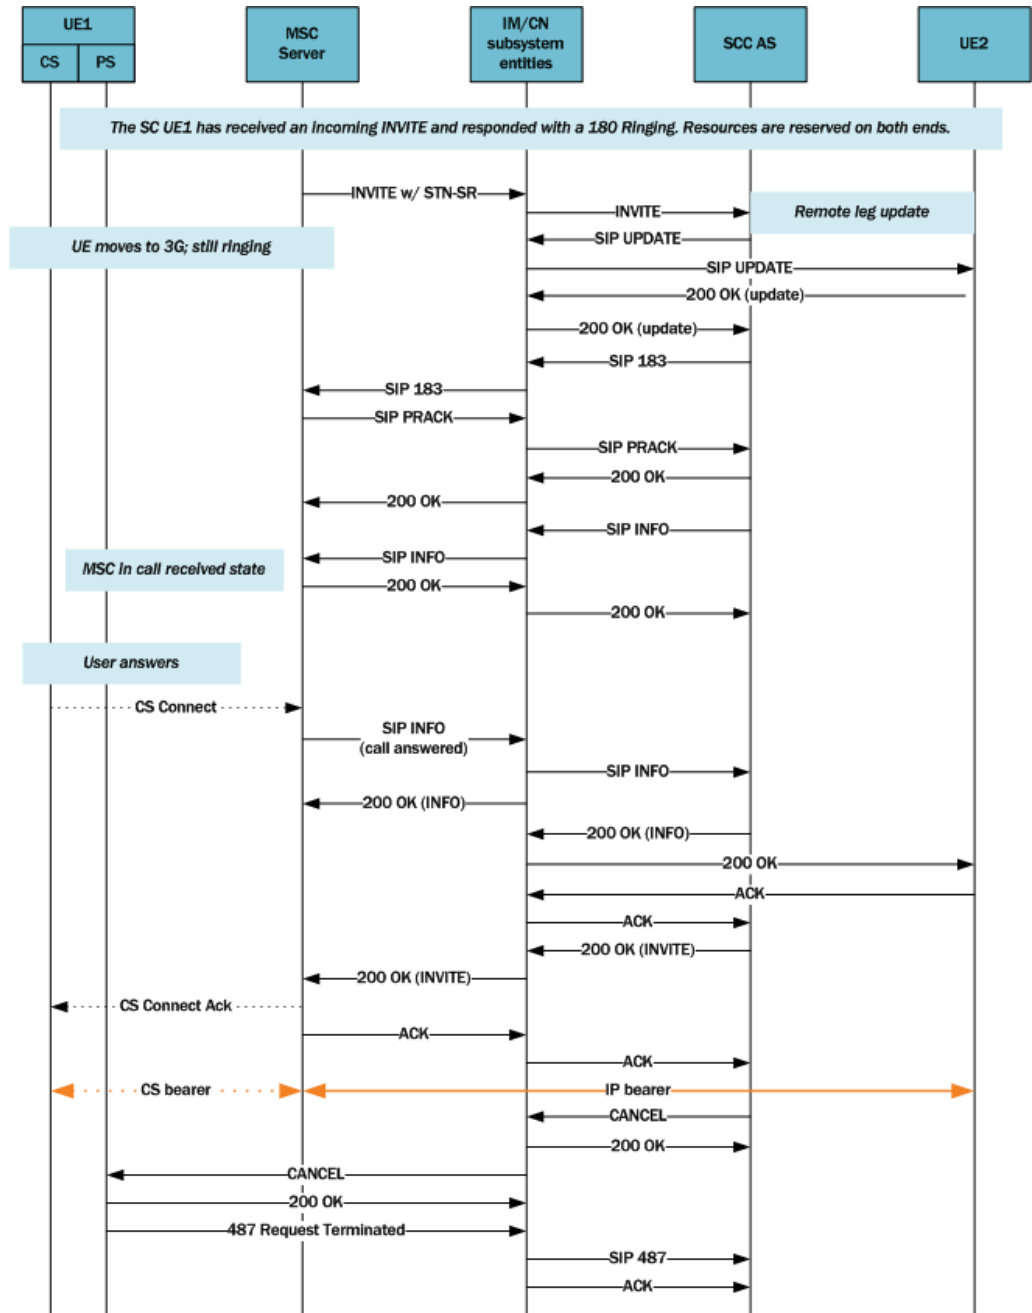 UE1
CS
PS
MSC
Server
IM/CN
subsystem
entities
SCC AS
UE2
The SC UE1 has received an incoming INVITE and responded with a 180 Ringing. Resources are reserved on both ends.
INVITE w/ STN-SR
INVITE
Remote leg update
SIP UPDATE
UE moves to 3G; still ringing
SIP UPDATE
200 OK (update)
200 OK (update)
SIP 183
SIP 183
SIP PRACK
SIP PRACK
200 OK
200 OK
SIP INFO
SIP INFO
MSC in call received state
200 OK
200 OK
User answers
CS Connect
SIP INFO
(call answered)
SIP INFO
200 OK (INFO)
200 OK (INFO)
200 OK
ACK
ACK
200 OK (INVITE)
200 OK (INVITE)
CS Connect Ack
ACK
ACK
CS bearer
IP bearer
CANCEL
200 OK
CANCEL
200 OK
487 Request Terminated
SIP 487
ACK